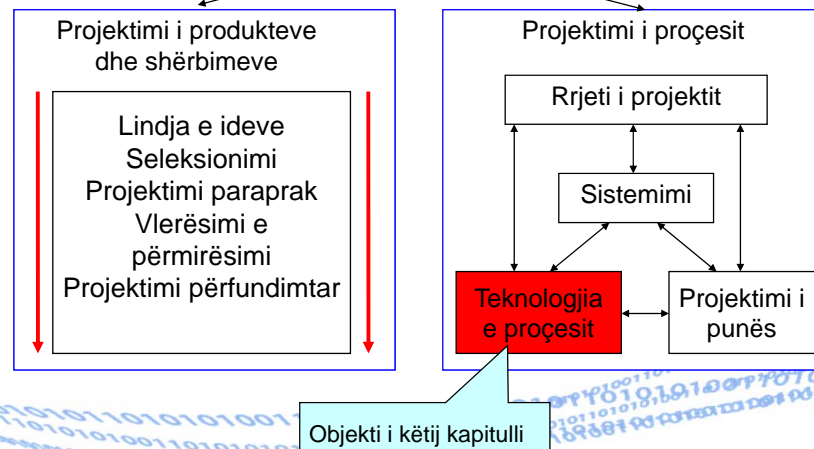 Projektimi i produkteve
dhe shërbimeve
Lindja e ideve
Seleksionimi
Projektimi paraprak
Vlerësimi e
përmirësimi
Projektimi përfundimtar
Projektimi i proçesit
Rrjeti i projektit
Sistemimi
Teknologjia
e proçesit
Projektimi i
punës
Objekti i këtij kapitulli